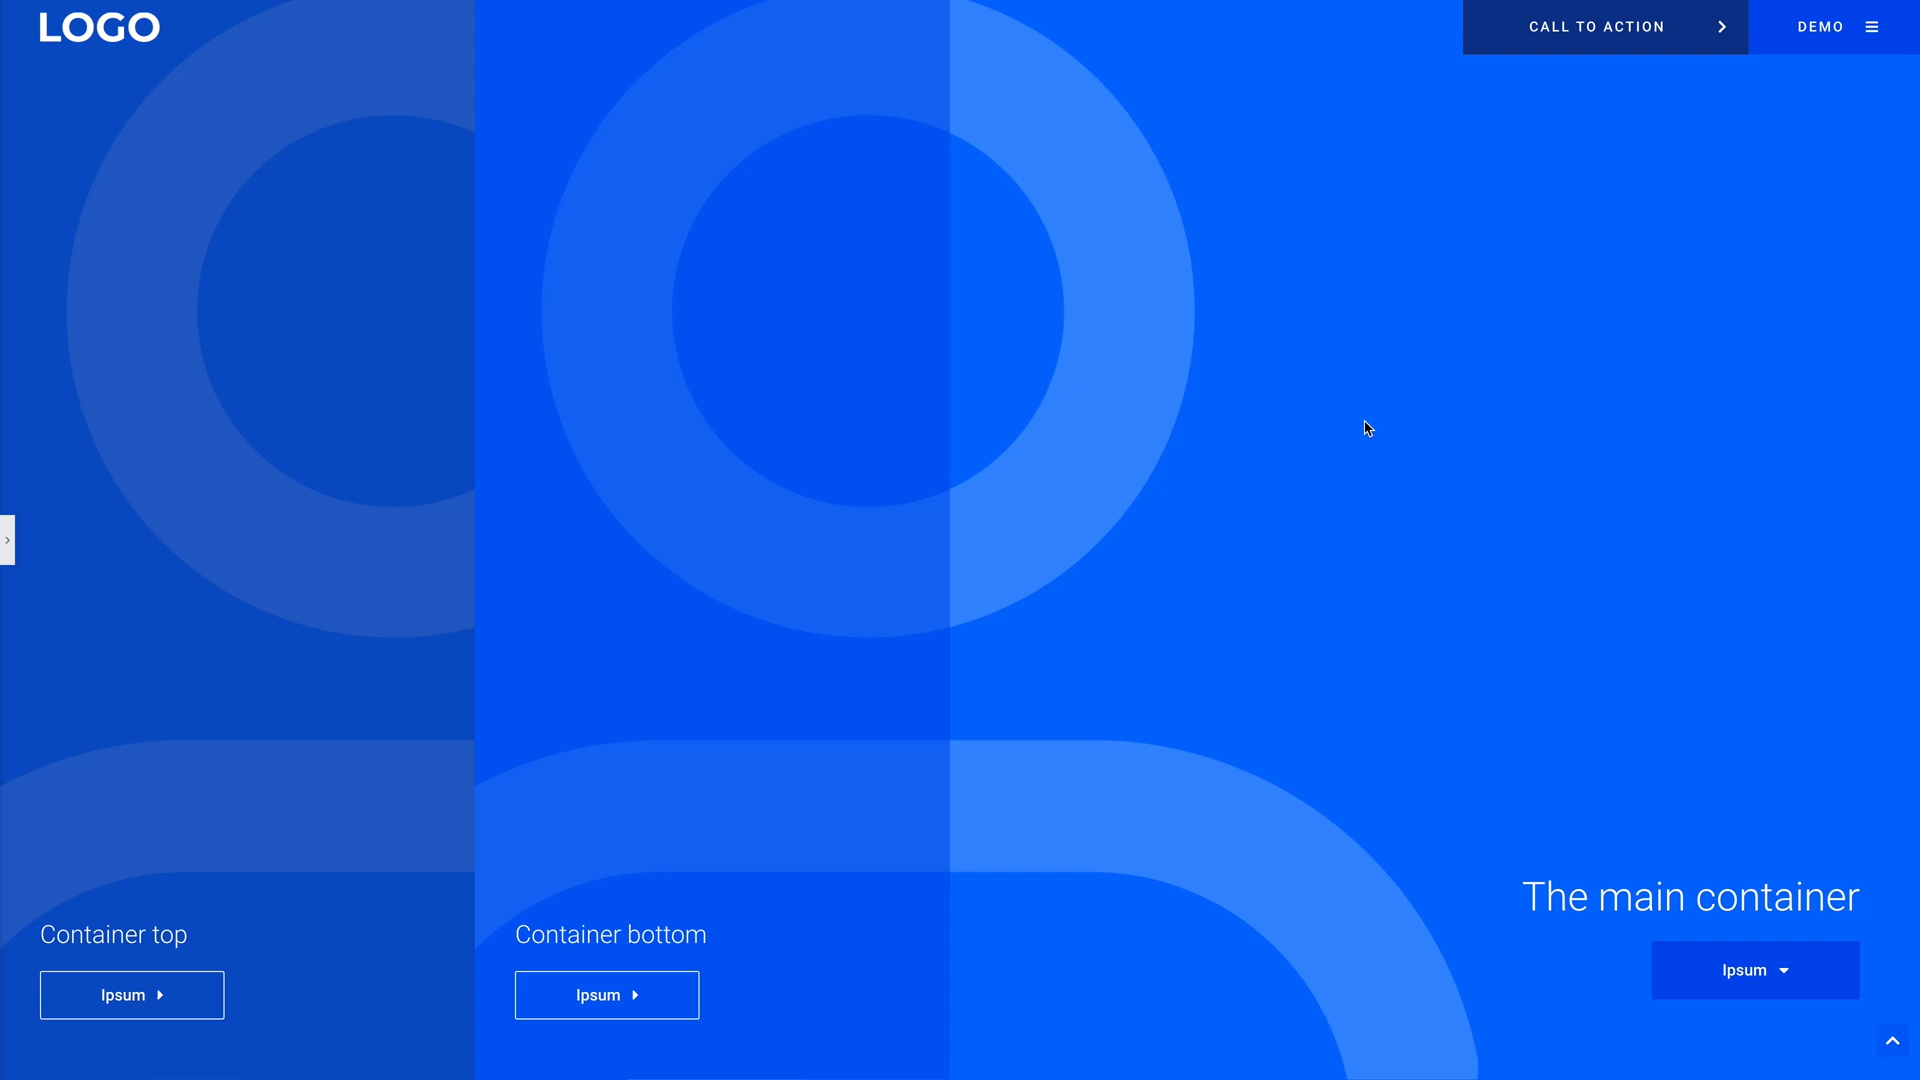 LOGO
CALL TO ACTION
DEMO
Container top
Ipsum
Container bottom
Ipsum
The main container
Ipsum